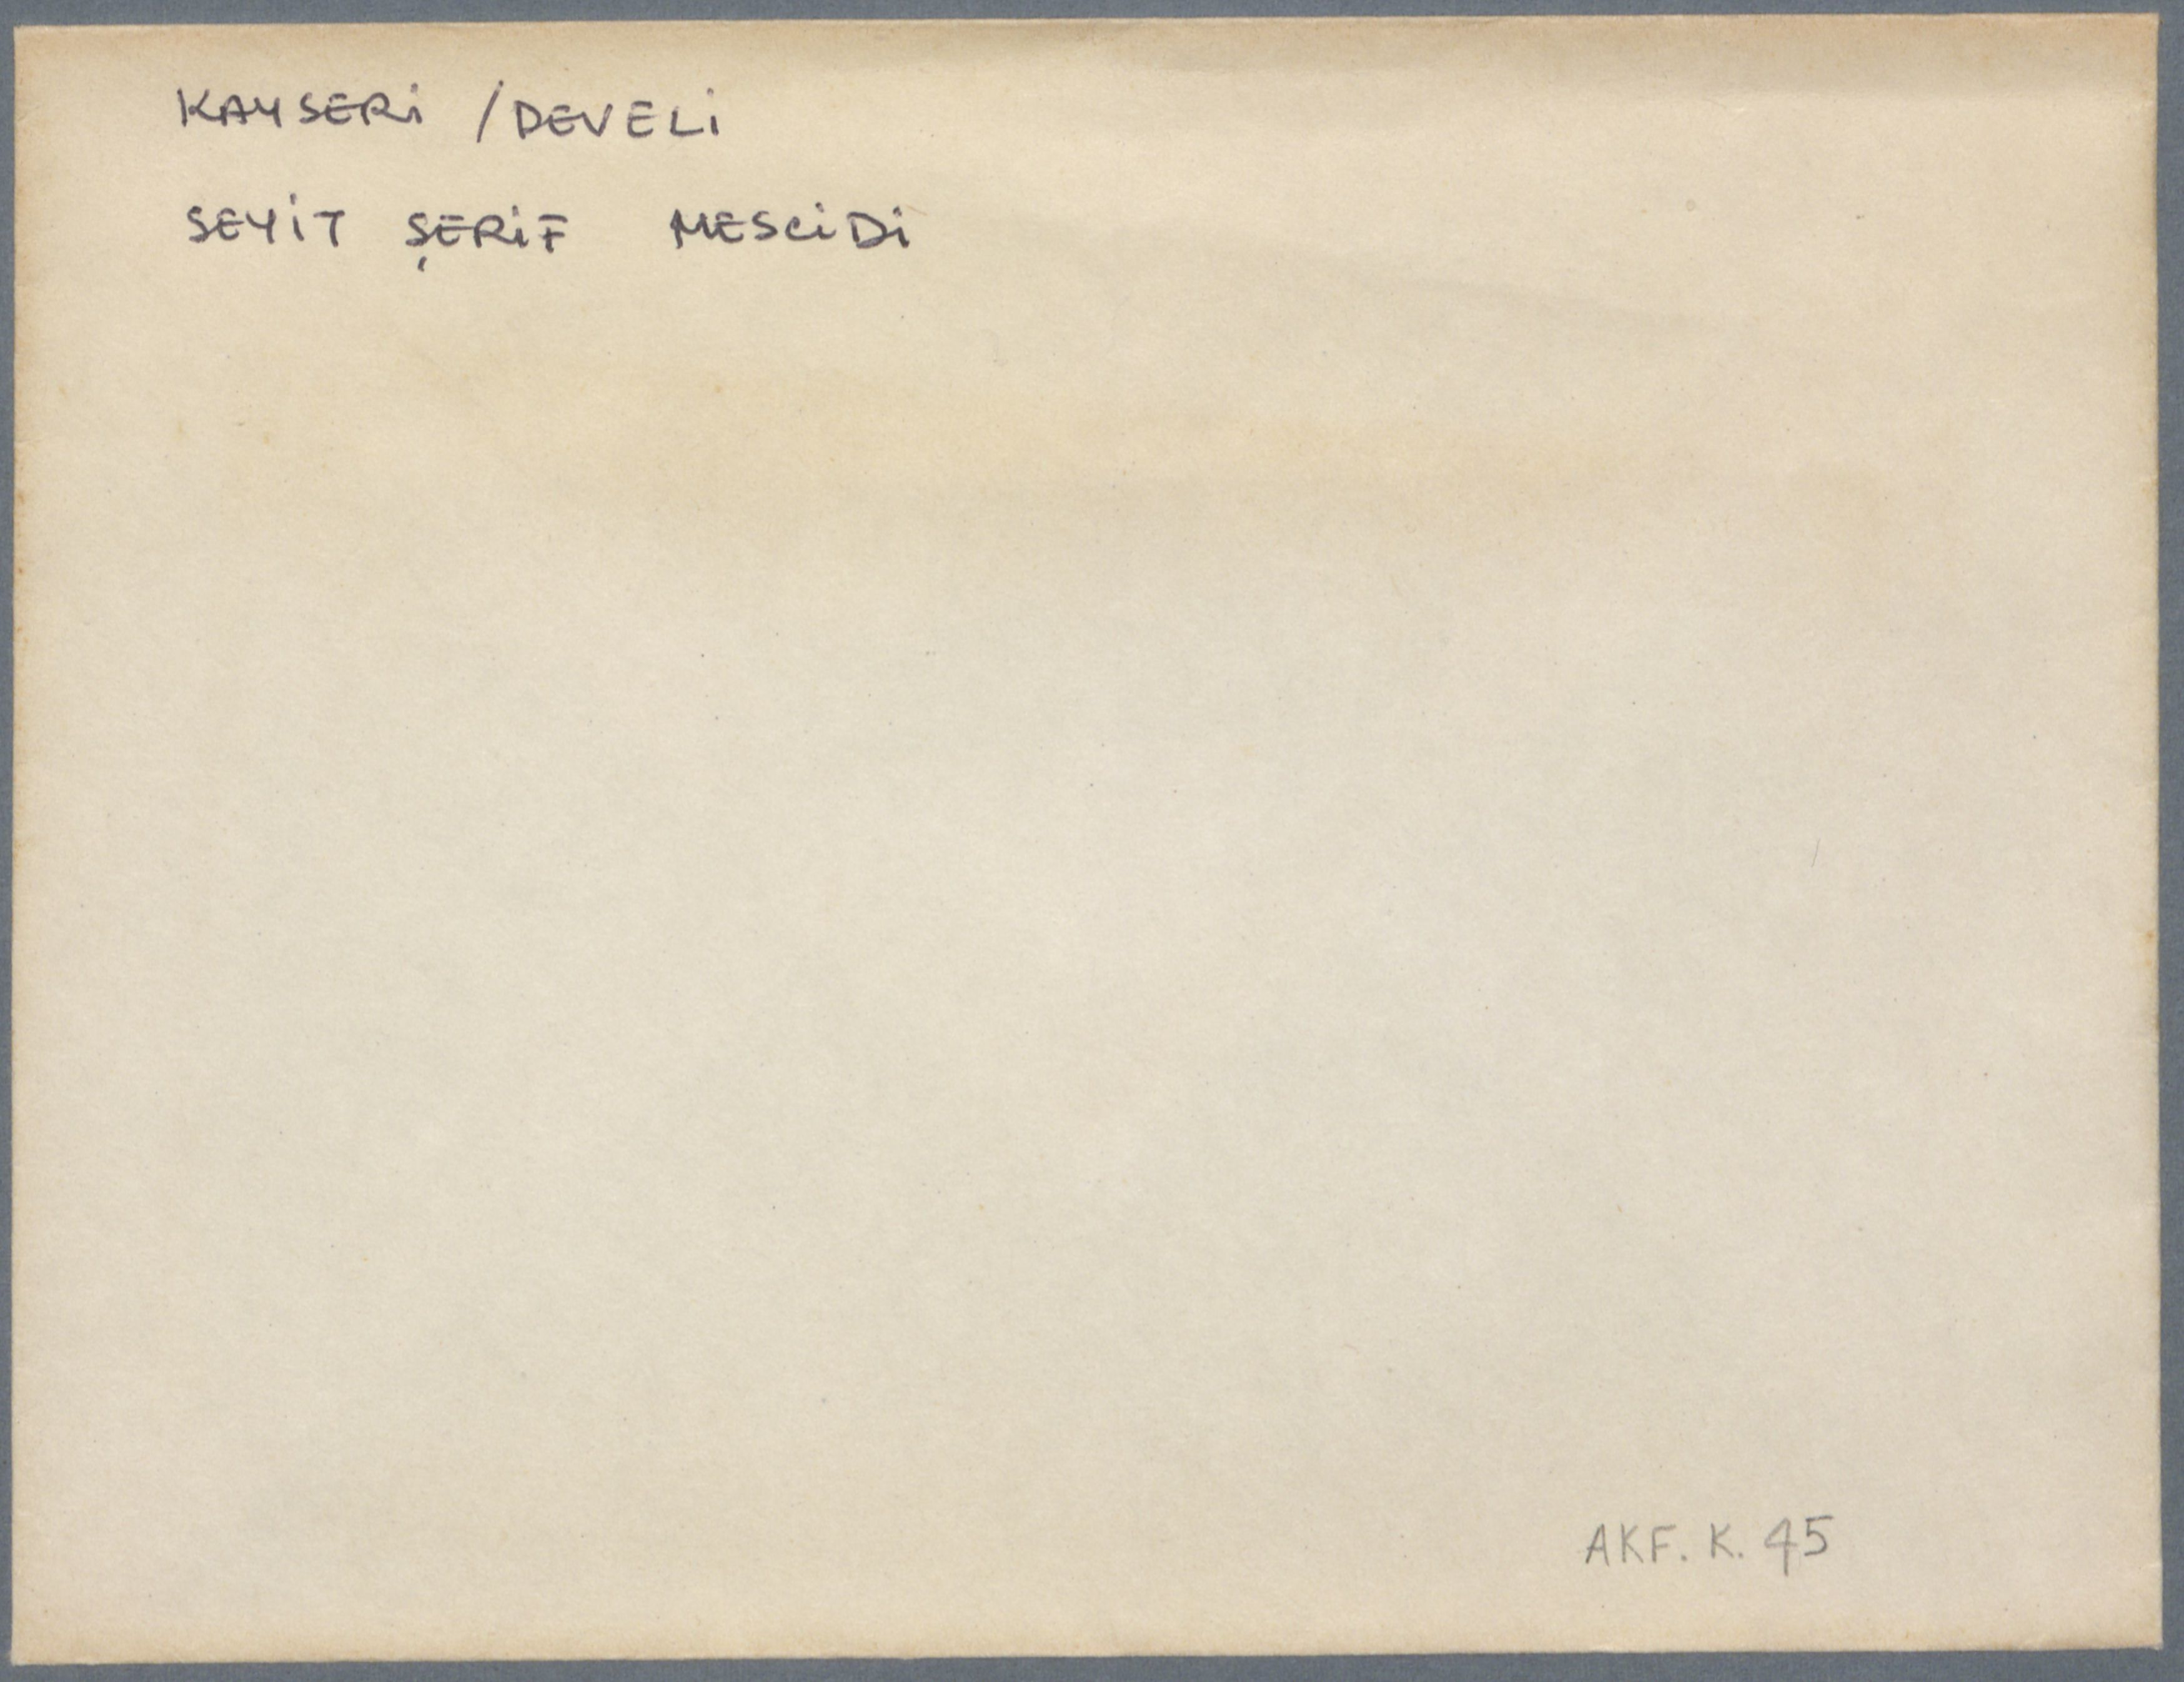 KAYSERİ / DEVELİ
SEYİT ŞERİF MESCİDİ
AKF. K. 45